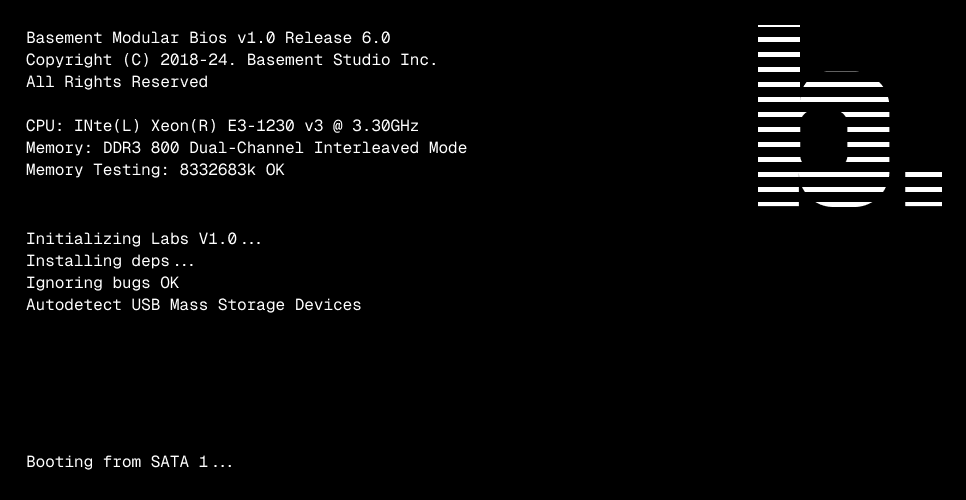 Basement Modular Bios v1.0 Release 6.0
Copyright (C) 2018-24. Basement Studio Inc.
All Rights Reserved
CPU: INte(L) Xeon(R) E3-1230 v3 @ 3.30GHz
Memory: DDR3 800 Dual-Channel Interleaved Mode
Memory Testing: 8332683k OK
b.
Initializing Labs V1.0...
Installing deps...
Ignoring bugs OK
Autodetect USB Mass Storage Devices
Booting from SATA 1...